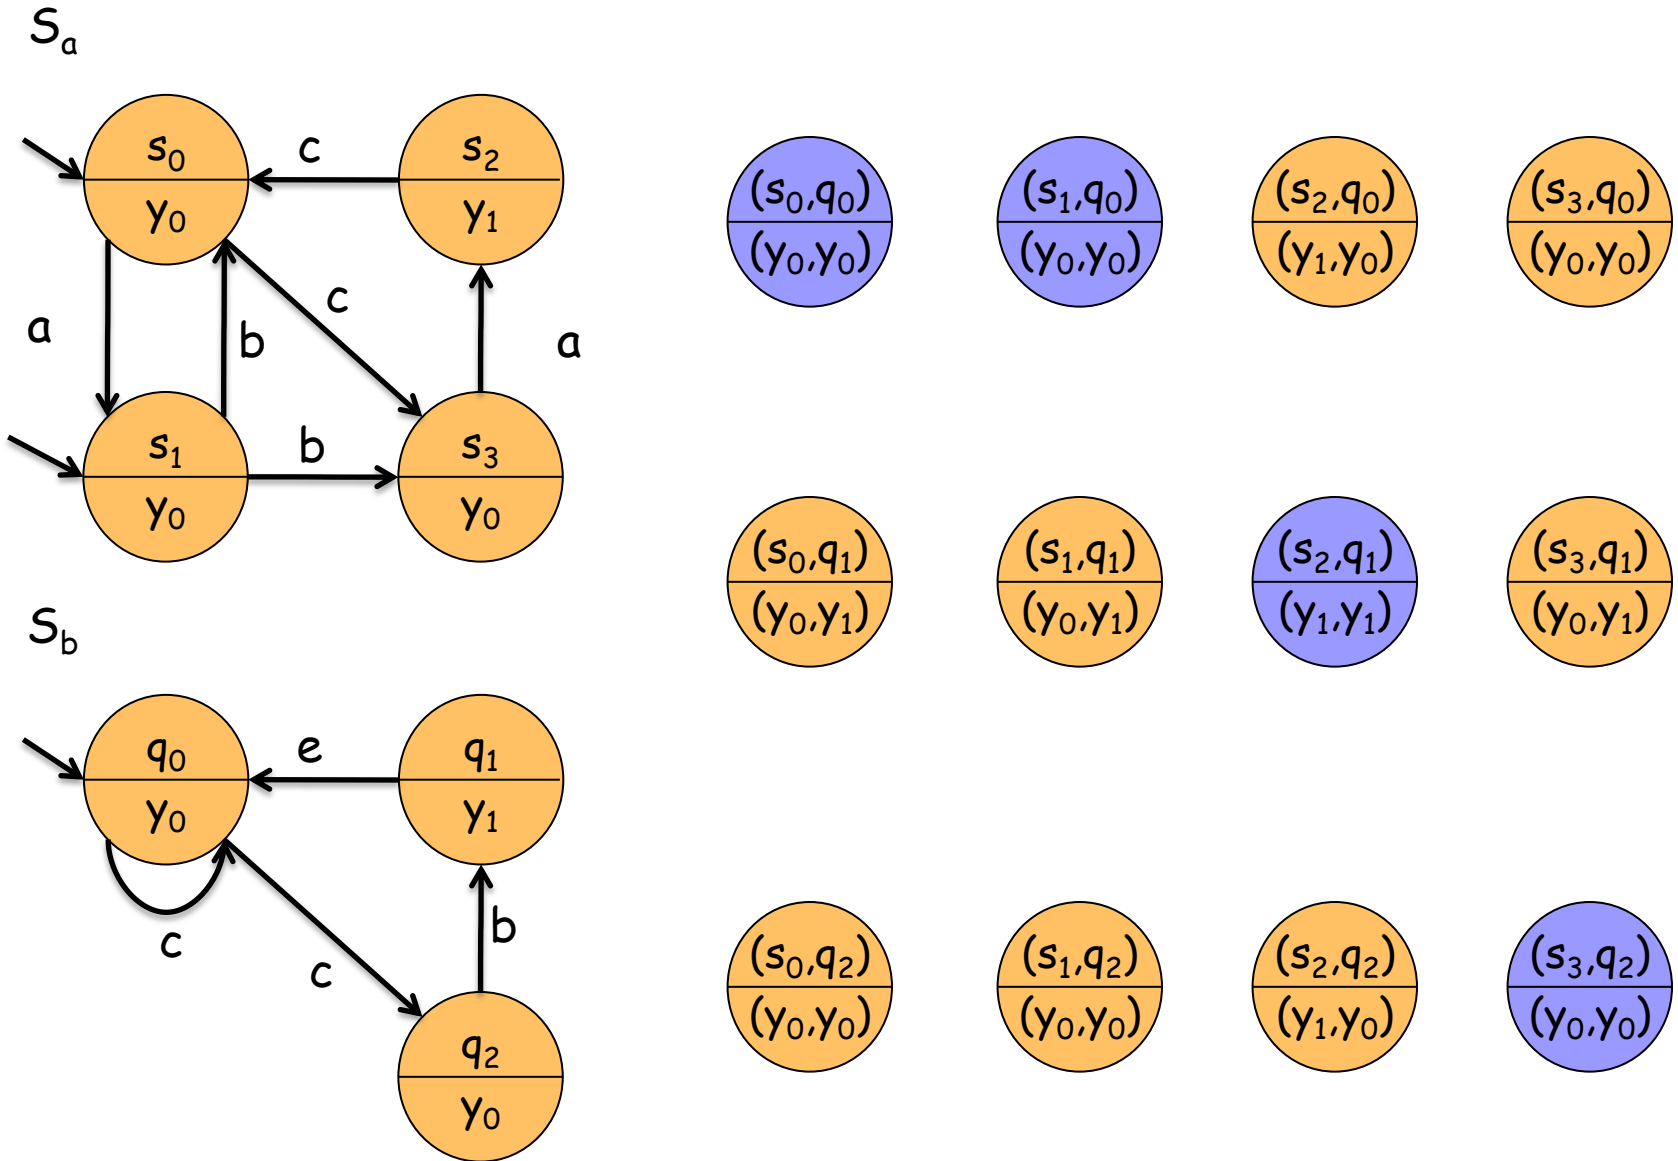 Sₐ
s₀
y₀
c
s₂
y₁
a
b
c
a
s₁
y₀
b
s₃
y₀
S_b
q₀
y₀
e
q₁
y₁
c
c
b
q₂
y₀
(s₀,q₀)
(y₀,y₀)
(s₁,q₀)
(y₀,y₀)
(s₂,q₀)
(y₁,y₀)
(s₃,q₀)
(y₀,y₀)
(s₀,q₁)
(y₀,y₁)
(s₁,q₁)
(y₀,y₁)
(s₂,q₁)
(y₁,y₁)
(s₃,q₁)
(y₀,y₁)
(s₀,q₂)
(y₀,y₀)
(s₁,q₂)
(y₀,y₀)
(s₂,q₂)
(y₁,y₀)
(s₃,q₂)
(y₀,y₀)